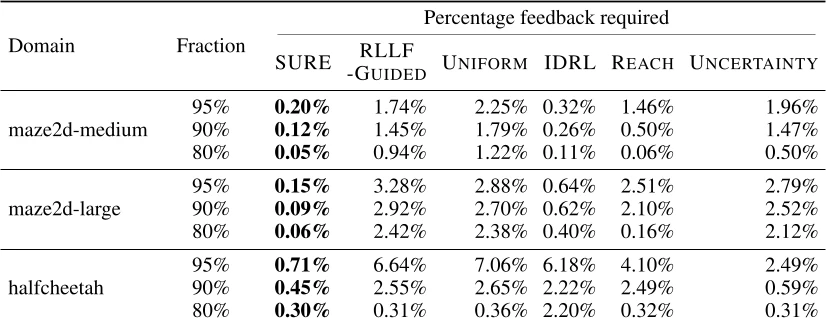 Percentage feedback required
Domain Fraction SURE RLLF -GUIDED UNIFORM IDRL REACH UNCERTAINTY
95% 0.20% 1.74% 2.25% 0.32% 1.46% 1.96%
maze2d-medium 90% 0.12% 1.45% 1.79% 0.26% 0.50% 1.47%
80% 0.05% 0.94% 1.22% 0.11% 0.06% 0.50%
95% 0.15% 3.28% 2.88% 0.64% 2.51% 2.79%
maze2d-large 90% 0.09% 2.92% 2.70% 0.62% 2.10% 2.52%
80% 0.06% 2.42% 2.38% 0.40% 0.16% 2.12%
95% 0.71% 6.64% 7.06% 6.18% 4.10% 2.49%
halfcheetah 90% 0.45% 2.55% 2.65% 2.22% 2.49% 0.59%
80% 0.30% 0.31% 0.36% 2.20% 0.32% 0.31%